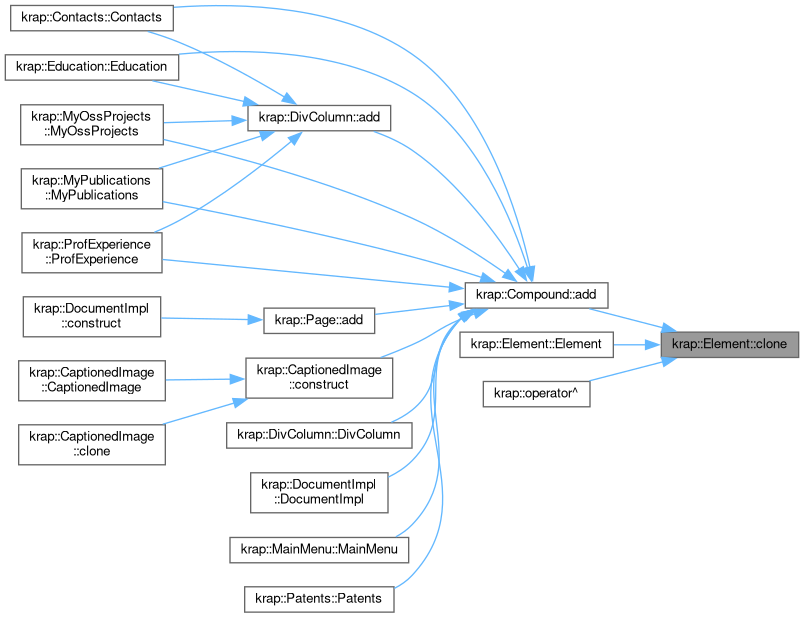 krap::Contacts::Contacts
krap::Education::Education
krap::MyOssProjects
::MyOssProjects
krap::DivColumn::add
krap::MyPublications
::MyPublications
krap::ProfExperience
::ProfExperience
krap::Compound::add
krap::DocumentImpl
::construct
krap::Page::add
krap::Element::Element
krap::Element::clone
krap::CaptionedImage
::CaptionedImage
krap::CaptionedImage
::construct
krap::operator^
krap::CaptionedImage
::clone
krap::DivColumn::DivColumn
krap::DocumentImpl
::DocumentImpl
krap::MainMenu::MainMenu
krap::Patents::Patents